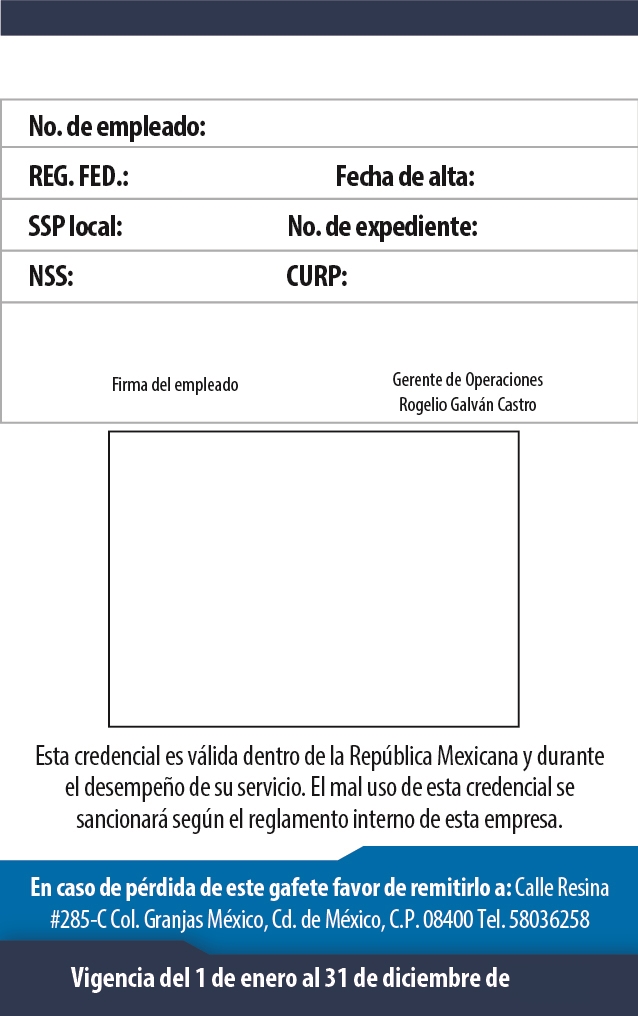 No. de empleado:
REG. FED.: Fecha de alta:
SSP local: No. de expediente:
NSS: CURP:
Firma del empleado
Gerente de Operaciones
Rogelio Galván Castro
Esta credencial es válida dentro de la República Mexicana y durante
el desempeño de su servicio. El mal uso de esta credencial se
sancionará según el reglamento interno de esta empresa.
En caso de pérdida de este gafete favor de remitirlo a: Calle Resina
#285-C Col. Granjas México, Cd. de México, C.P. 08400 Tel. 58036258
Vigencia del 1 de enero al 31 de diciembre de